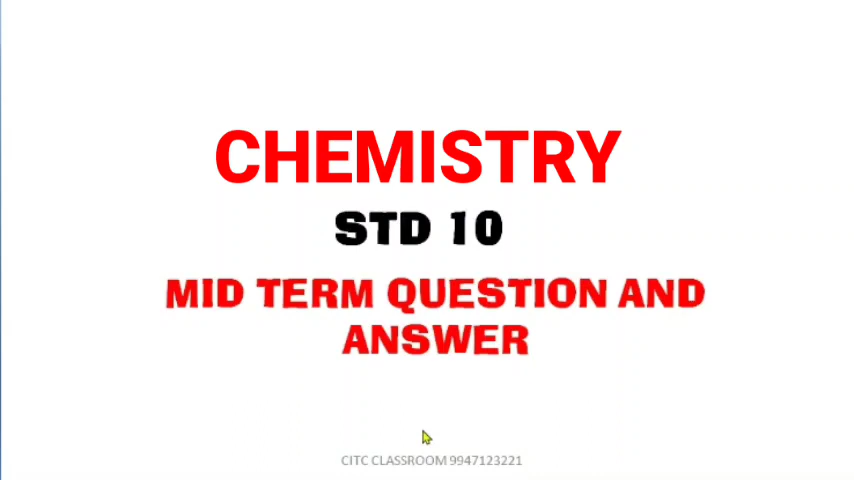 CHEMISTRY
STD 10
MID TERM QUESTION AND
ANSWER
CITC CLASSROOM 9947123221